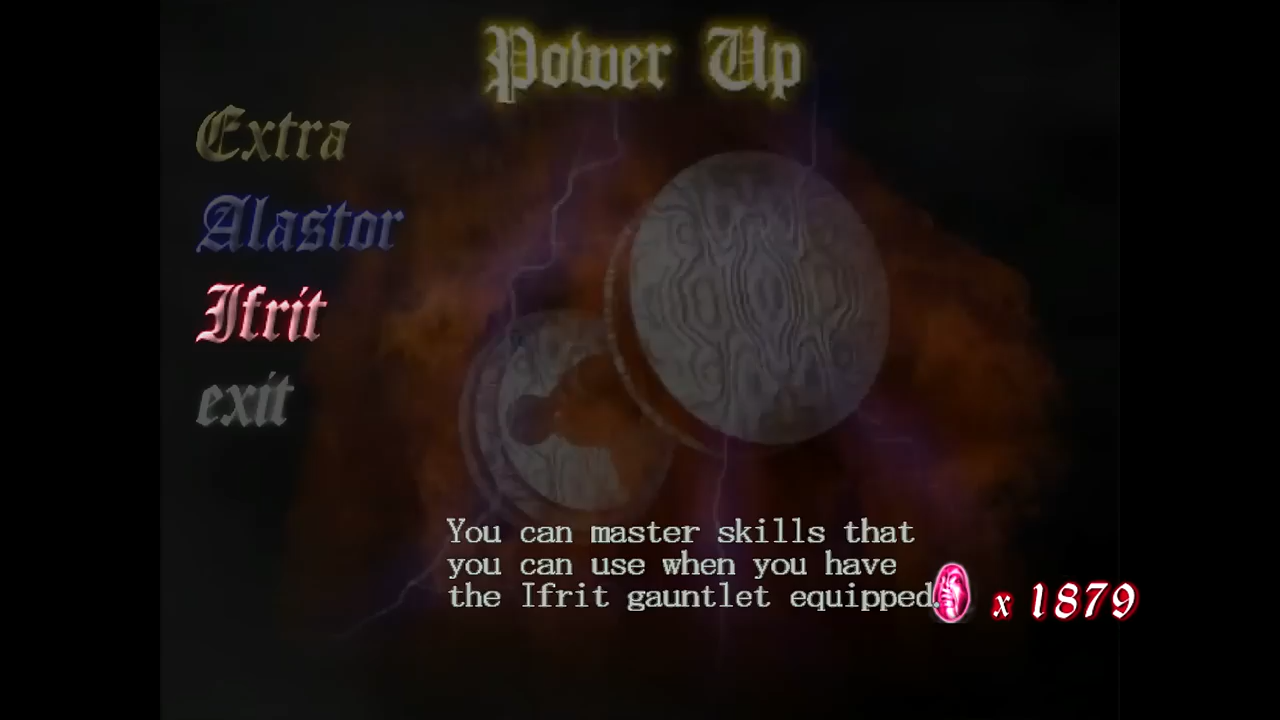 Power Up
Extra
Alastor
Ifrit
exit
You can master skills that
you can use when you have
the Ifrit gauntlet equipped.
x 1879